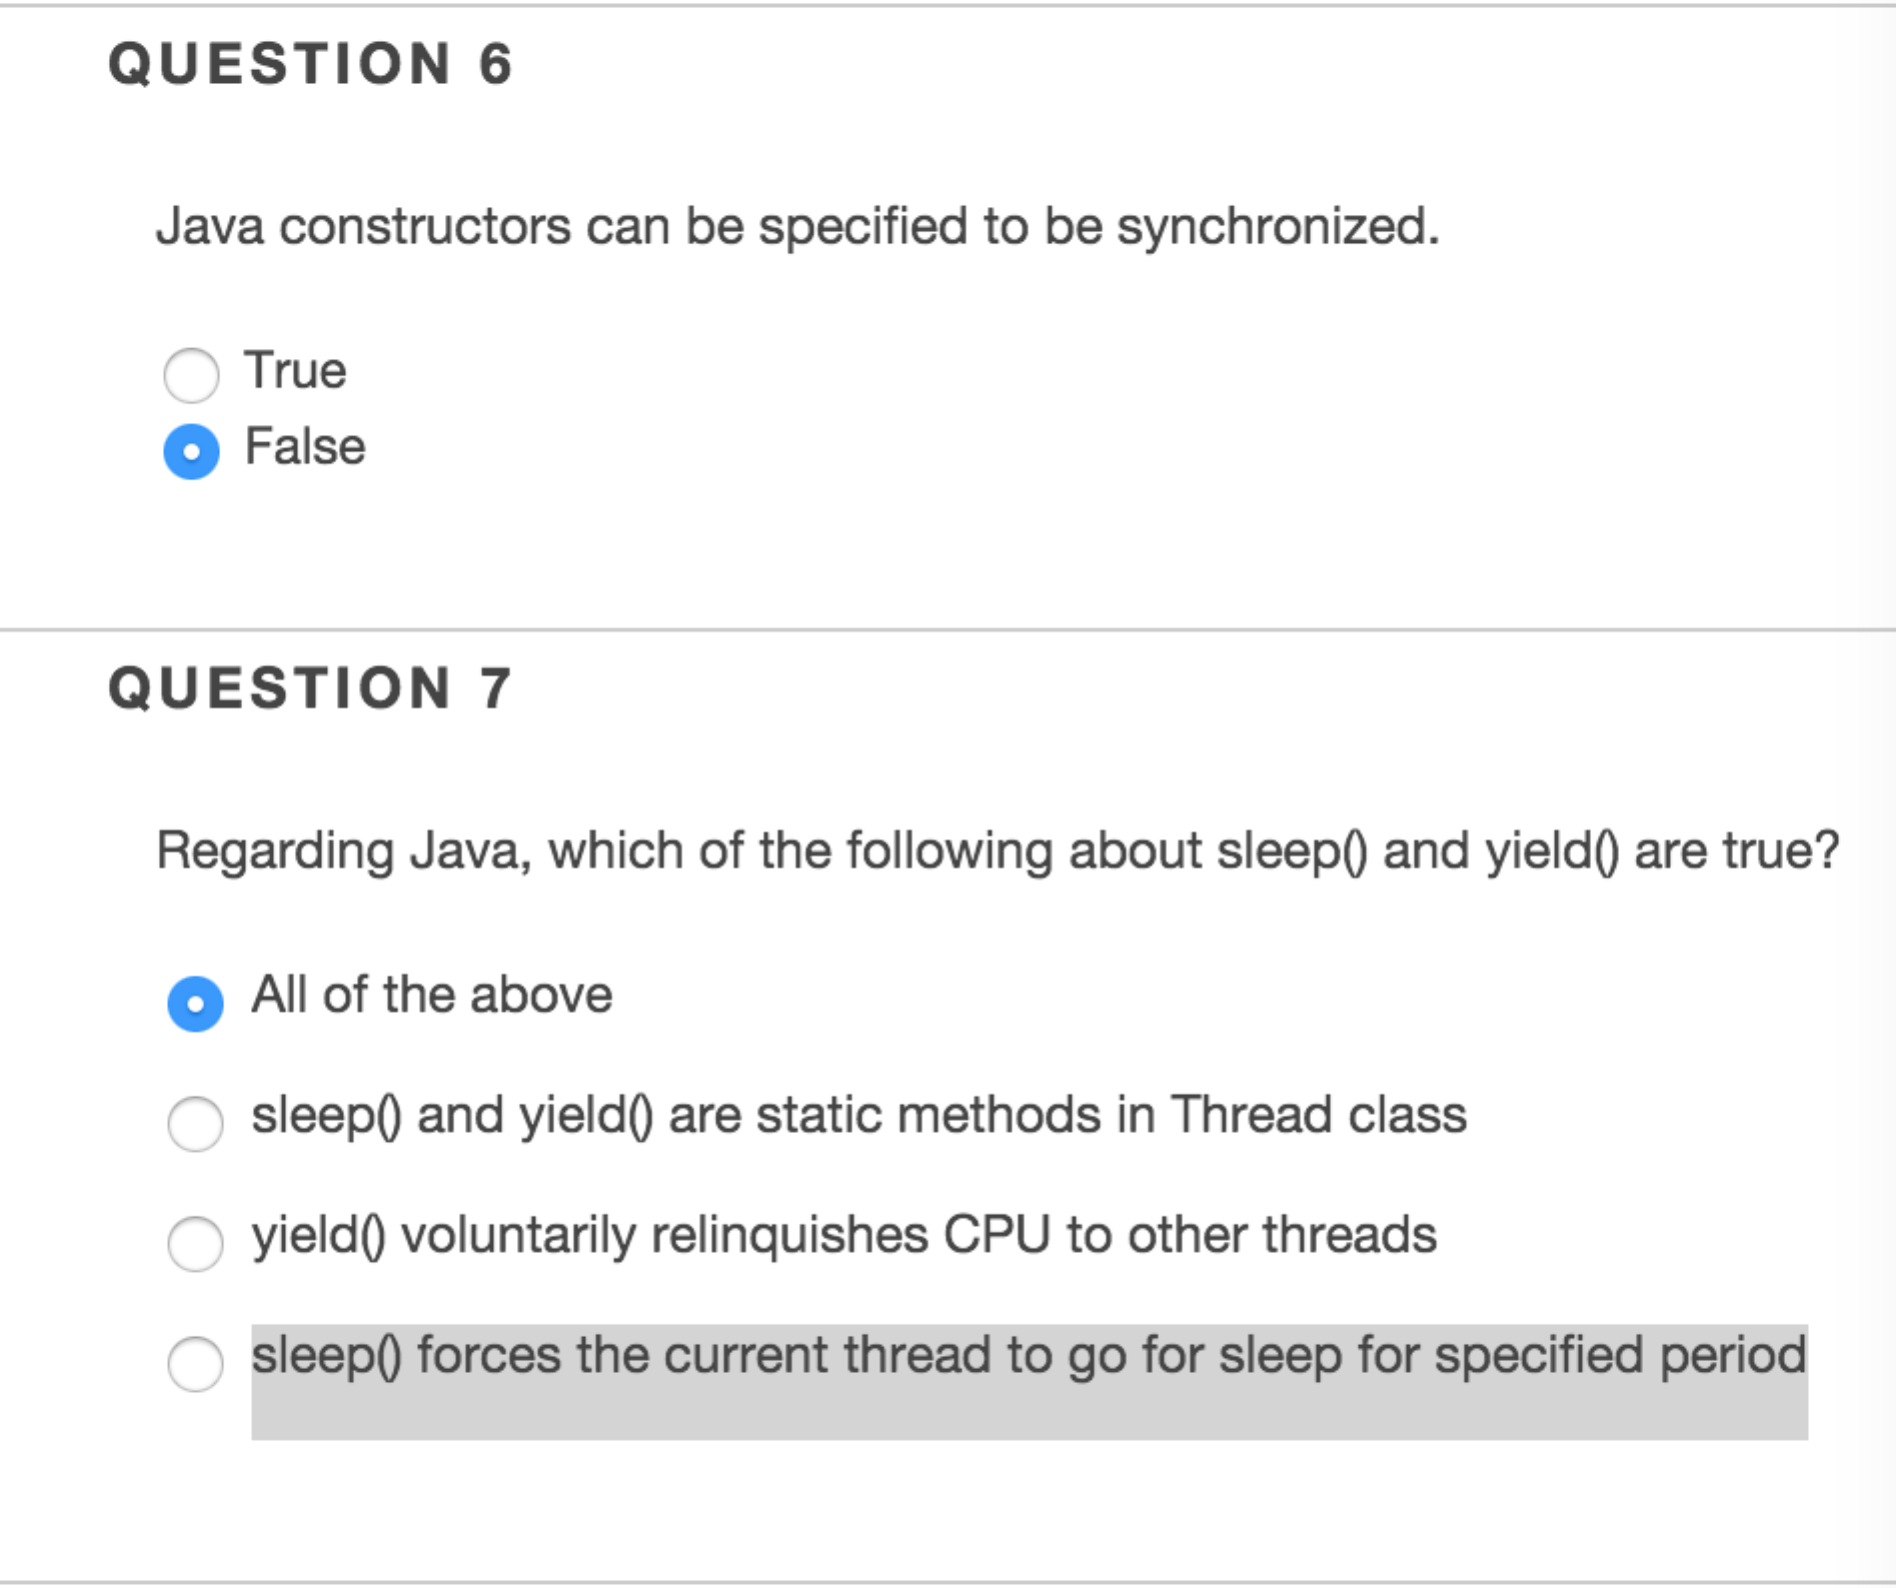 QUESTION 6
Java constructors can be specified to be synchronized.
True
False
QUESTION 7
Regarding Java, which of the following about sleep() and yield() are true?
All of the above
sleep() and yield() are static methods in Thread class
yield() voluntarily relinquishes CPU to other threads
sleep() forces the current thread to go for sleep for specified period